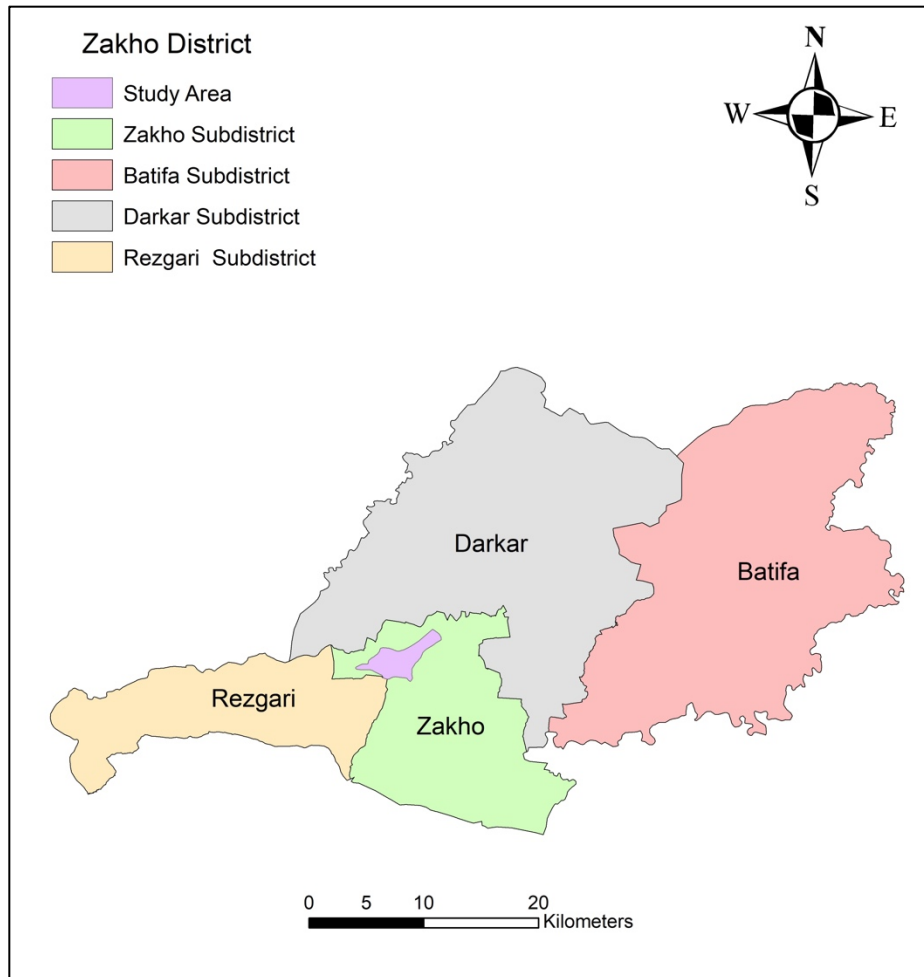 Zakho District
Study Area
Zakho Subdistrict
Batifa Subdistrict
Darkar Subdistrict
Rezgari Subdistrict
N
W E
S
Darkar
Batifa
Rezgari
Zakho
0 5 10 20
Kilometers